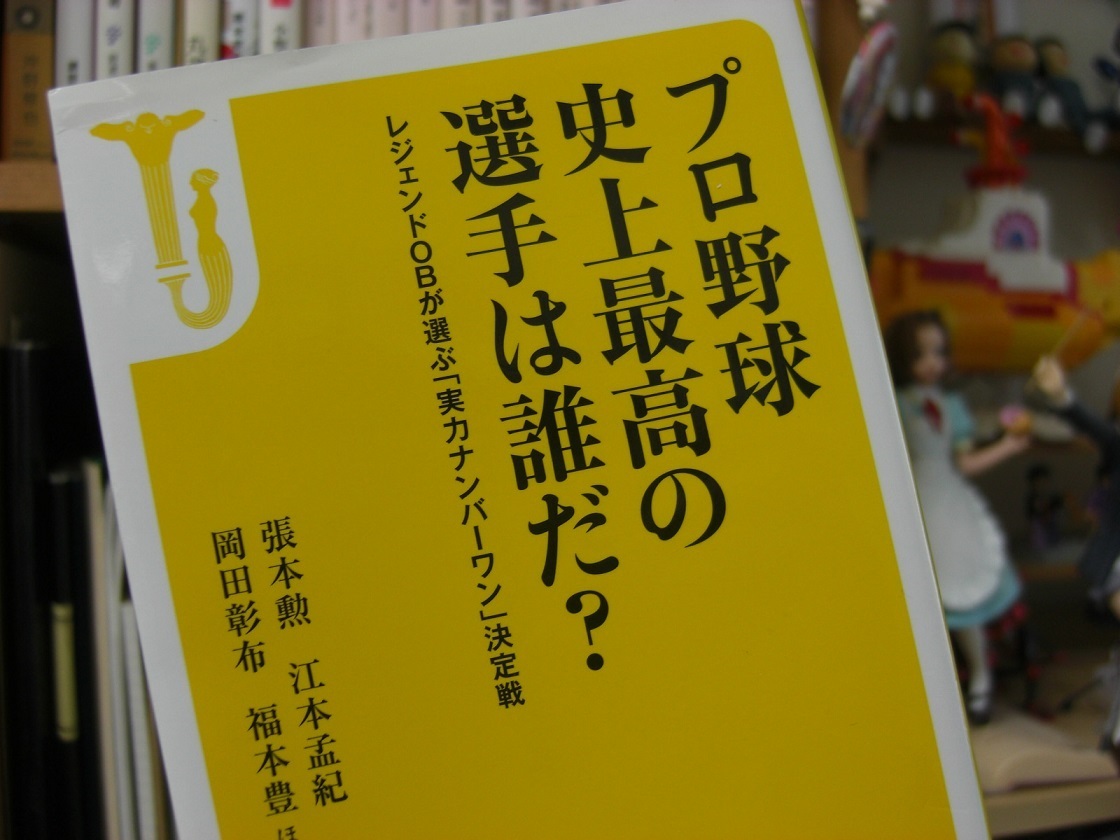 プロ野球
史上最高の
選手は誰だ?
レジェンドOBが選ぶ「実力ナンバーワン」決定戦
張本勲 江本孟紀
岡田彰布 福本豊 ほ